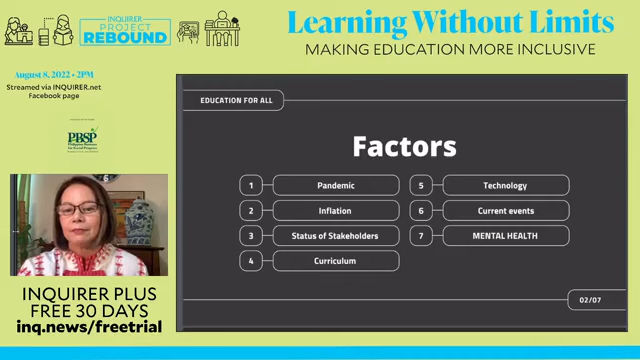 INQUIRER
PROJECT
REBOUND
Learning Without Limits
MAKING EDUCATION MORE INCLUSIVE
August 8, 2022 • 2PM
Streamed via INQUIRER.net
Facebook page
PBSP
Philippine Business
for Social Progress
INQUIRER PLUS
FREE 30 DAYS
inq.news/freetrial
EDUCATION FOR ALL
Factors
1 Pandemic
2 Inflation
3 Status of Stakeholders
4 Curriculum
5 Technology
6 Current events
7 MENTAL HEALTH
02/07